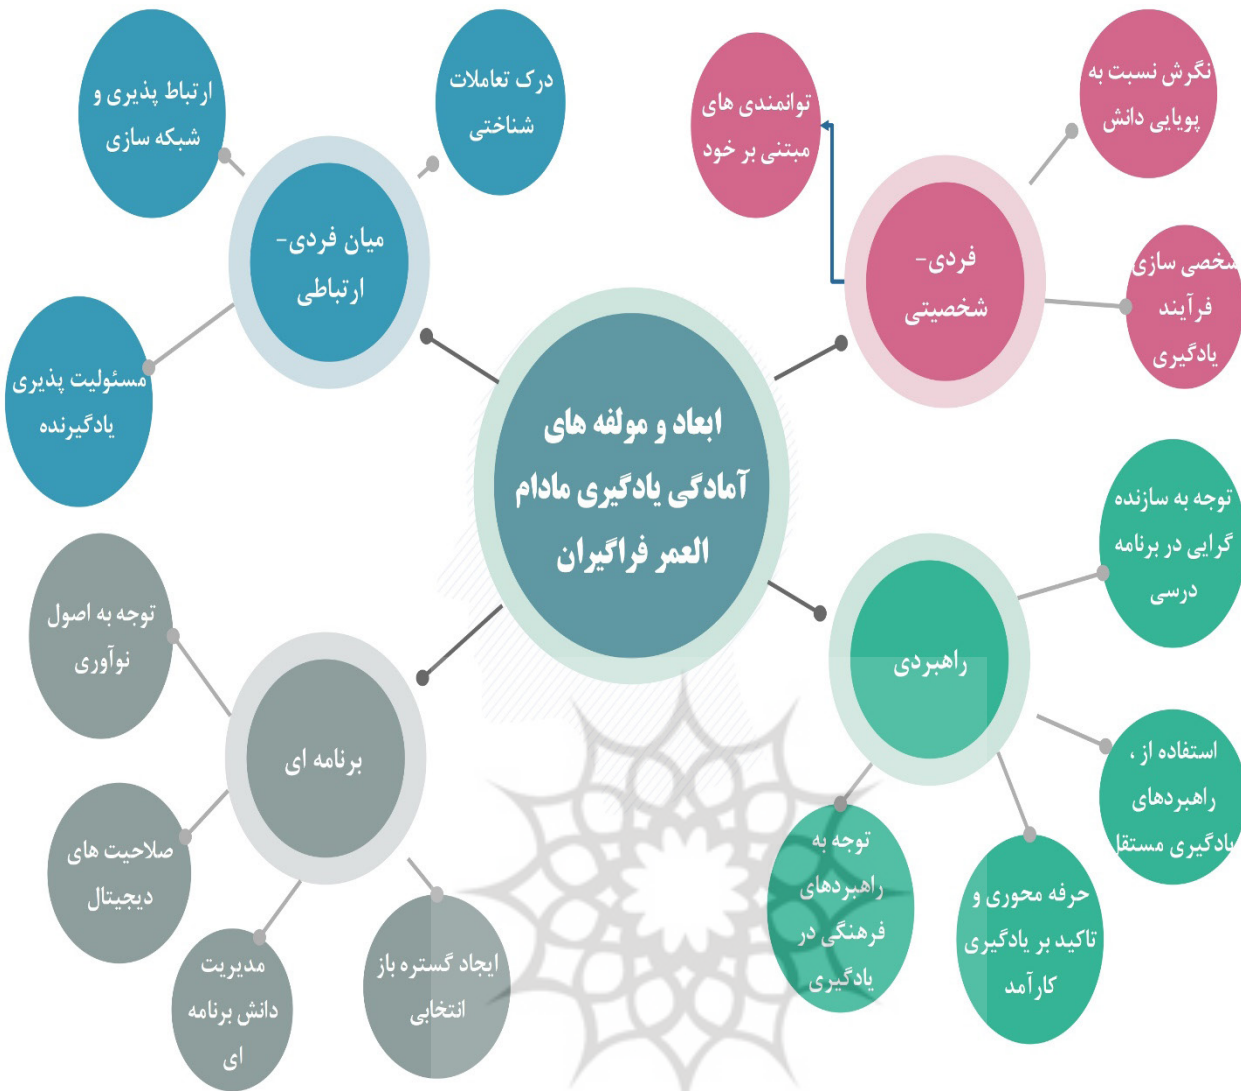 ابعاد و مولفه های
آمادگی یادگیری مادام
العمر فراگیران
فردی-
شخصیتی
نگرش نسبت به
پویایی دانش
توانمندی های
مبتنی بر خود
شخصی سازی
فرآیند
یادگیری
میان فردی-
ارتباطی
درک تعاملات
شناختی
ارتباط پذیری و
شبکه سازی
مسئولیت پذیری
یادگیرنده
راهبردی
توجه به سازنده
گرایی در برنامه
درسی
استفاده از ،
راهبردهای
یادگیری مستقل
حرفه محوری و
تاکید بر یادگیری
کارآمد
توجه به
راهبردهای
فرهنگی در
یادگیری
برنامه ای
توجه به اصول
نوآوری
صلاحیت های
دیجیتال
مدیریت
دانش برنامه
ای
ایجاد گستره باز
انتخابی